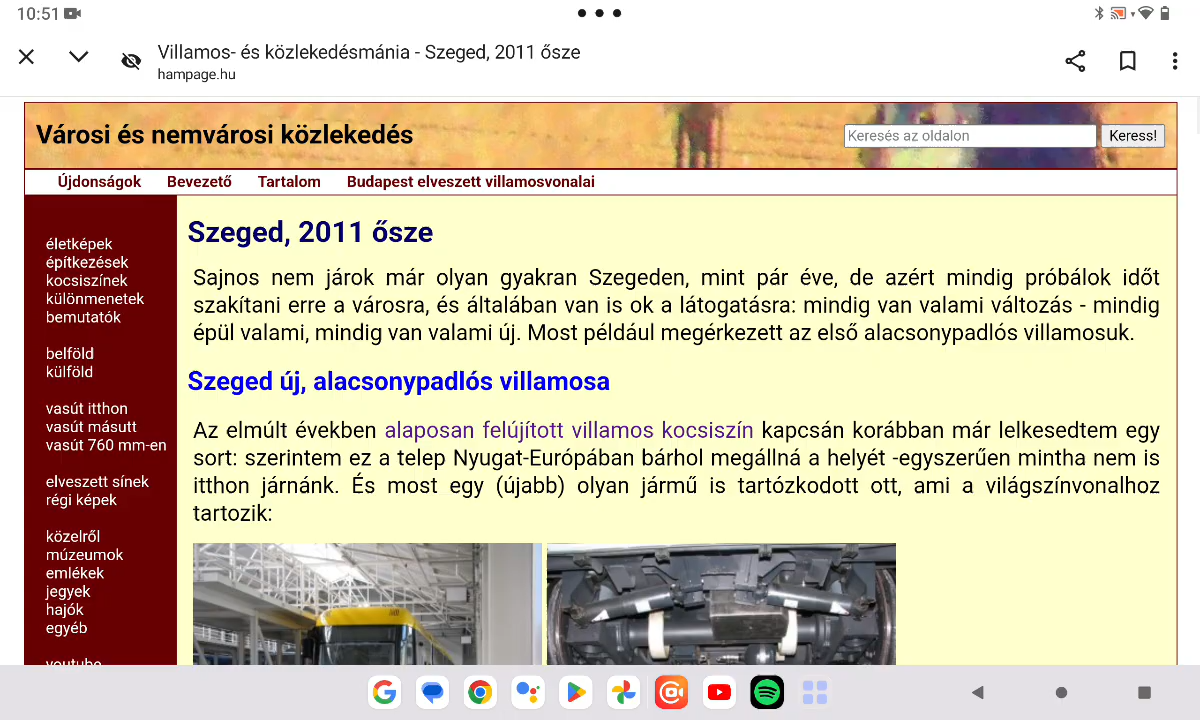 10:51
Villamos- és közlekedésmánia - Szeged, 2011 ősze
hampage.hu
Városi és nemvárosi közlekedés
Keresés az oldalon
Keress!
Újdonságok Bevezető Tartalom Budapest elveszett villamosvonalai
életképek
építkezések
kocsiszínek
különmenetek
bemutatók
belföld
külföld
vasút itthon
vasút másutt
vasút 760 mm-en
elveszett sínek
régi képek
közelről
múzeumok
emlékek
jegyek
hajók
egyéb
youtube
Szeged, 2011 ősze
Sajnos nem járok már olyan gyakran Szegeden, mint pár éve, de azért mindig próbálok időt
szakítani erre a városra, és általában van is ok a látogatásra: mindig van valami változás - mindig
épül valami, mindig van valami új. Most például megérkezett az első alacsonypadlós villamosuk.
Szeged új, alacsonypadlós villamosa
Az elmúlt években alaposan felújított villamos kocsiszín kapcsán korábban már lelkesedtem egy
sort: szerintem ez a telep Nyugat-Európában bárhol megállná a helyét -egyszerűen mintha nem is
itthon járnánk. És most egy (újabb) olyan jármű is tartózkodott ott, ami a világszínvonalhoz
tartozik: